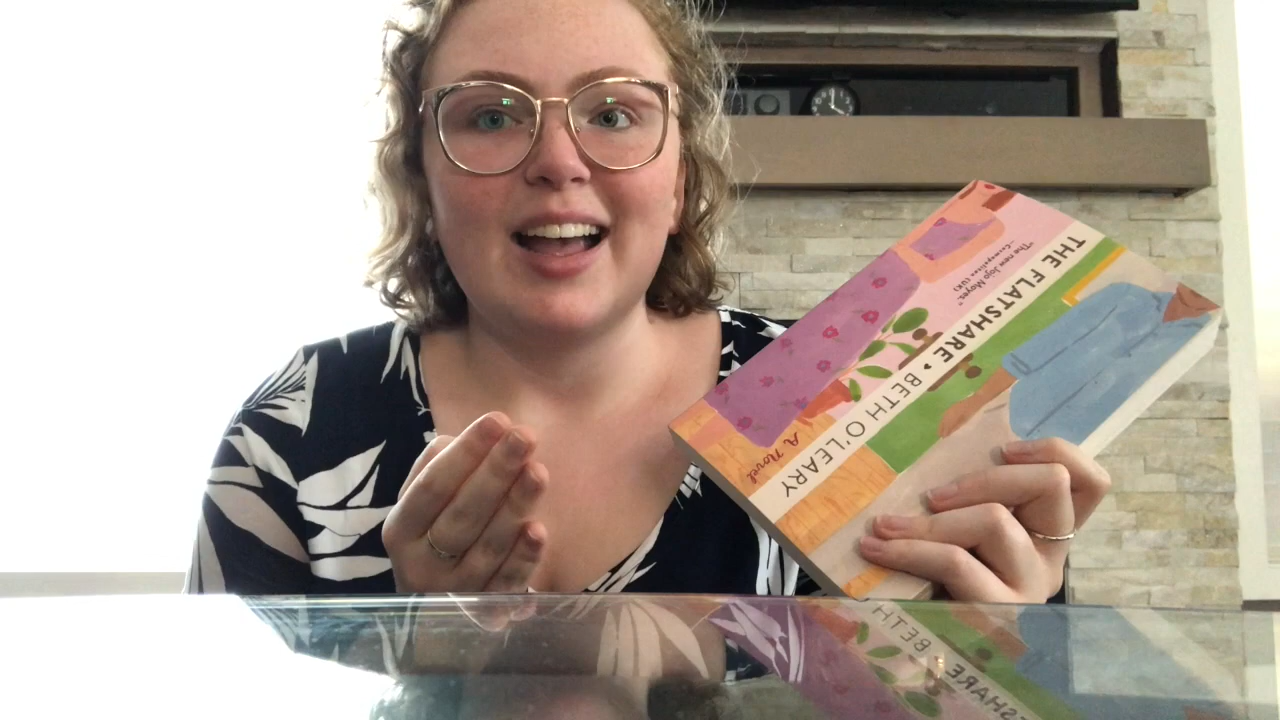 "The new Jojo Moyes."
—Cosmopolitan (UK)
THE FLATSHARE • BETH O'LEARY
A Novel